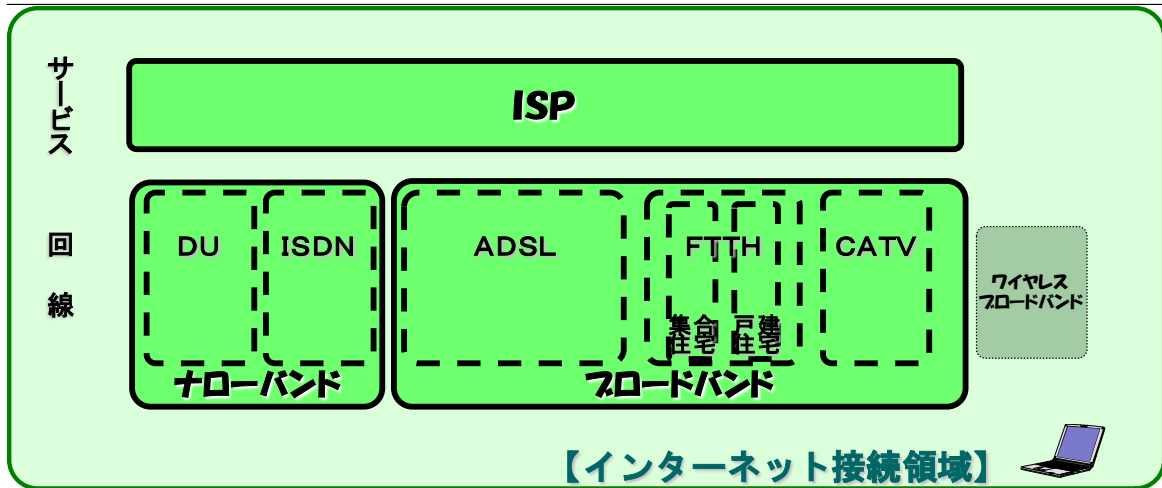 サービス
ISP
回線
DU
ISDN
ADSL
FTTH
CATV
集合
住宅
戸建
住宅
ワイヤレス
ブロードバンド
ナローバンド
ブロードバンド
【インターネット接続領域】